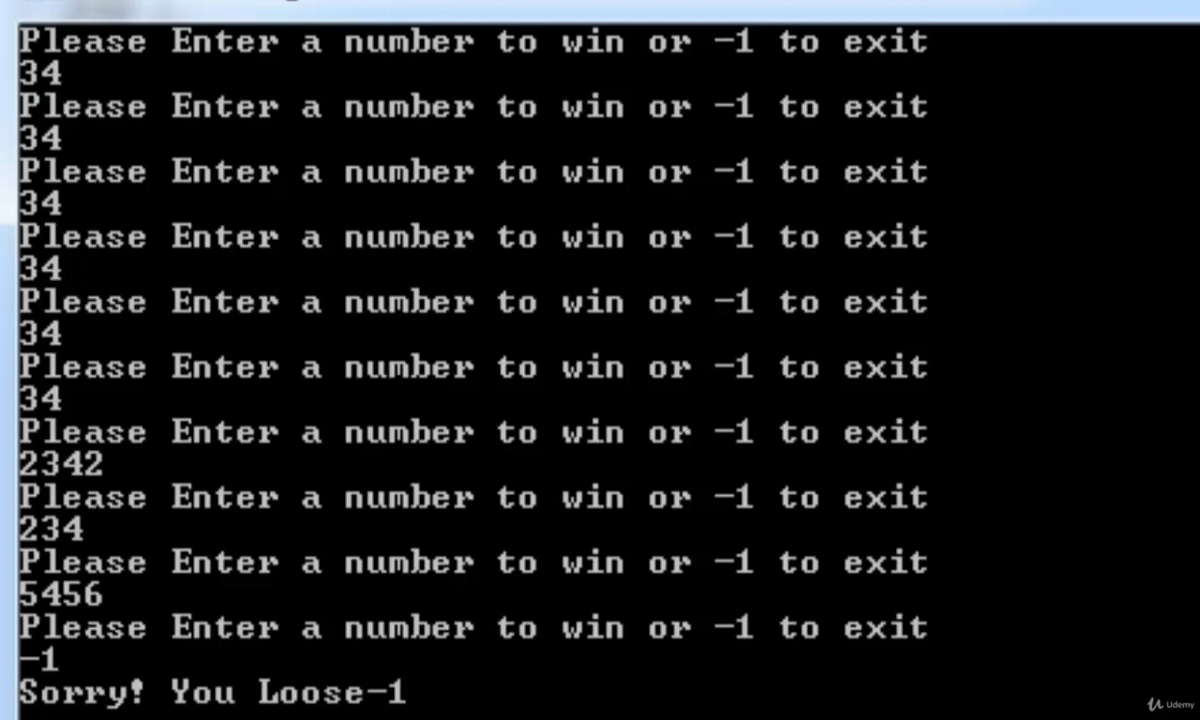 Please Enter a number to win or -1 to exit
34
Please Enter a number to win or -1 to exit
34
Please Enter a number to win or -1 to exit
34
Please Enter a number to win or -1 to exit
34
Please Enter a number to win or -1 to exit
34
Please Enter a number to win or -1 to exit
34
Please Enter a number to win or -1 to exit
2342
Please Enter a number to win or -1 to exit
234
Please Enter a number to win or -1 to exit
5456
Please Enter a number to win or -1 to exit
-1
Sorry! You Loose-1
Udemy